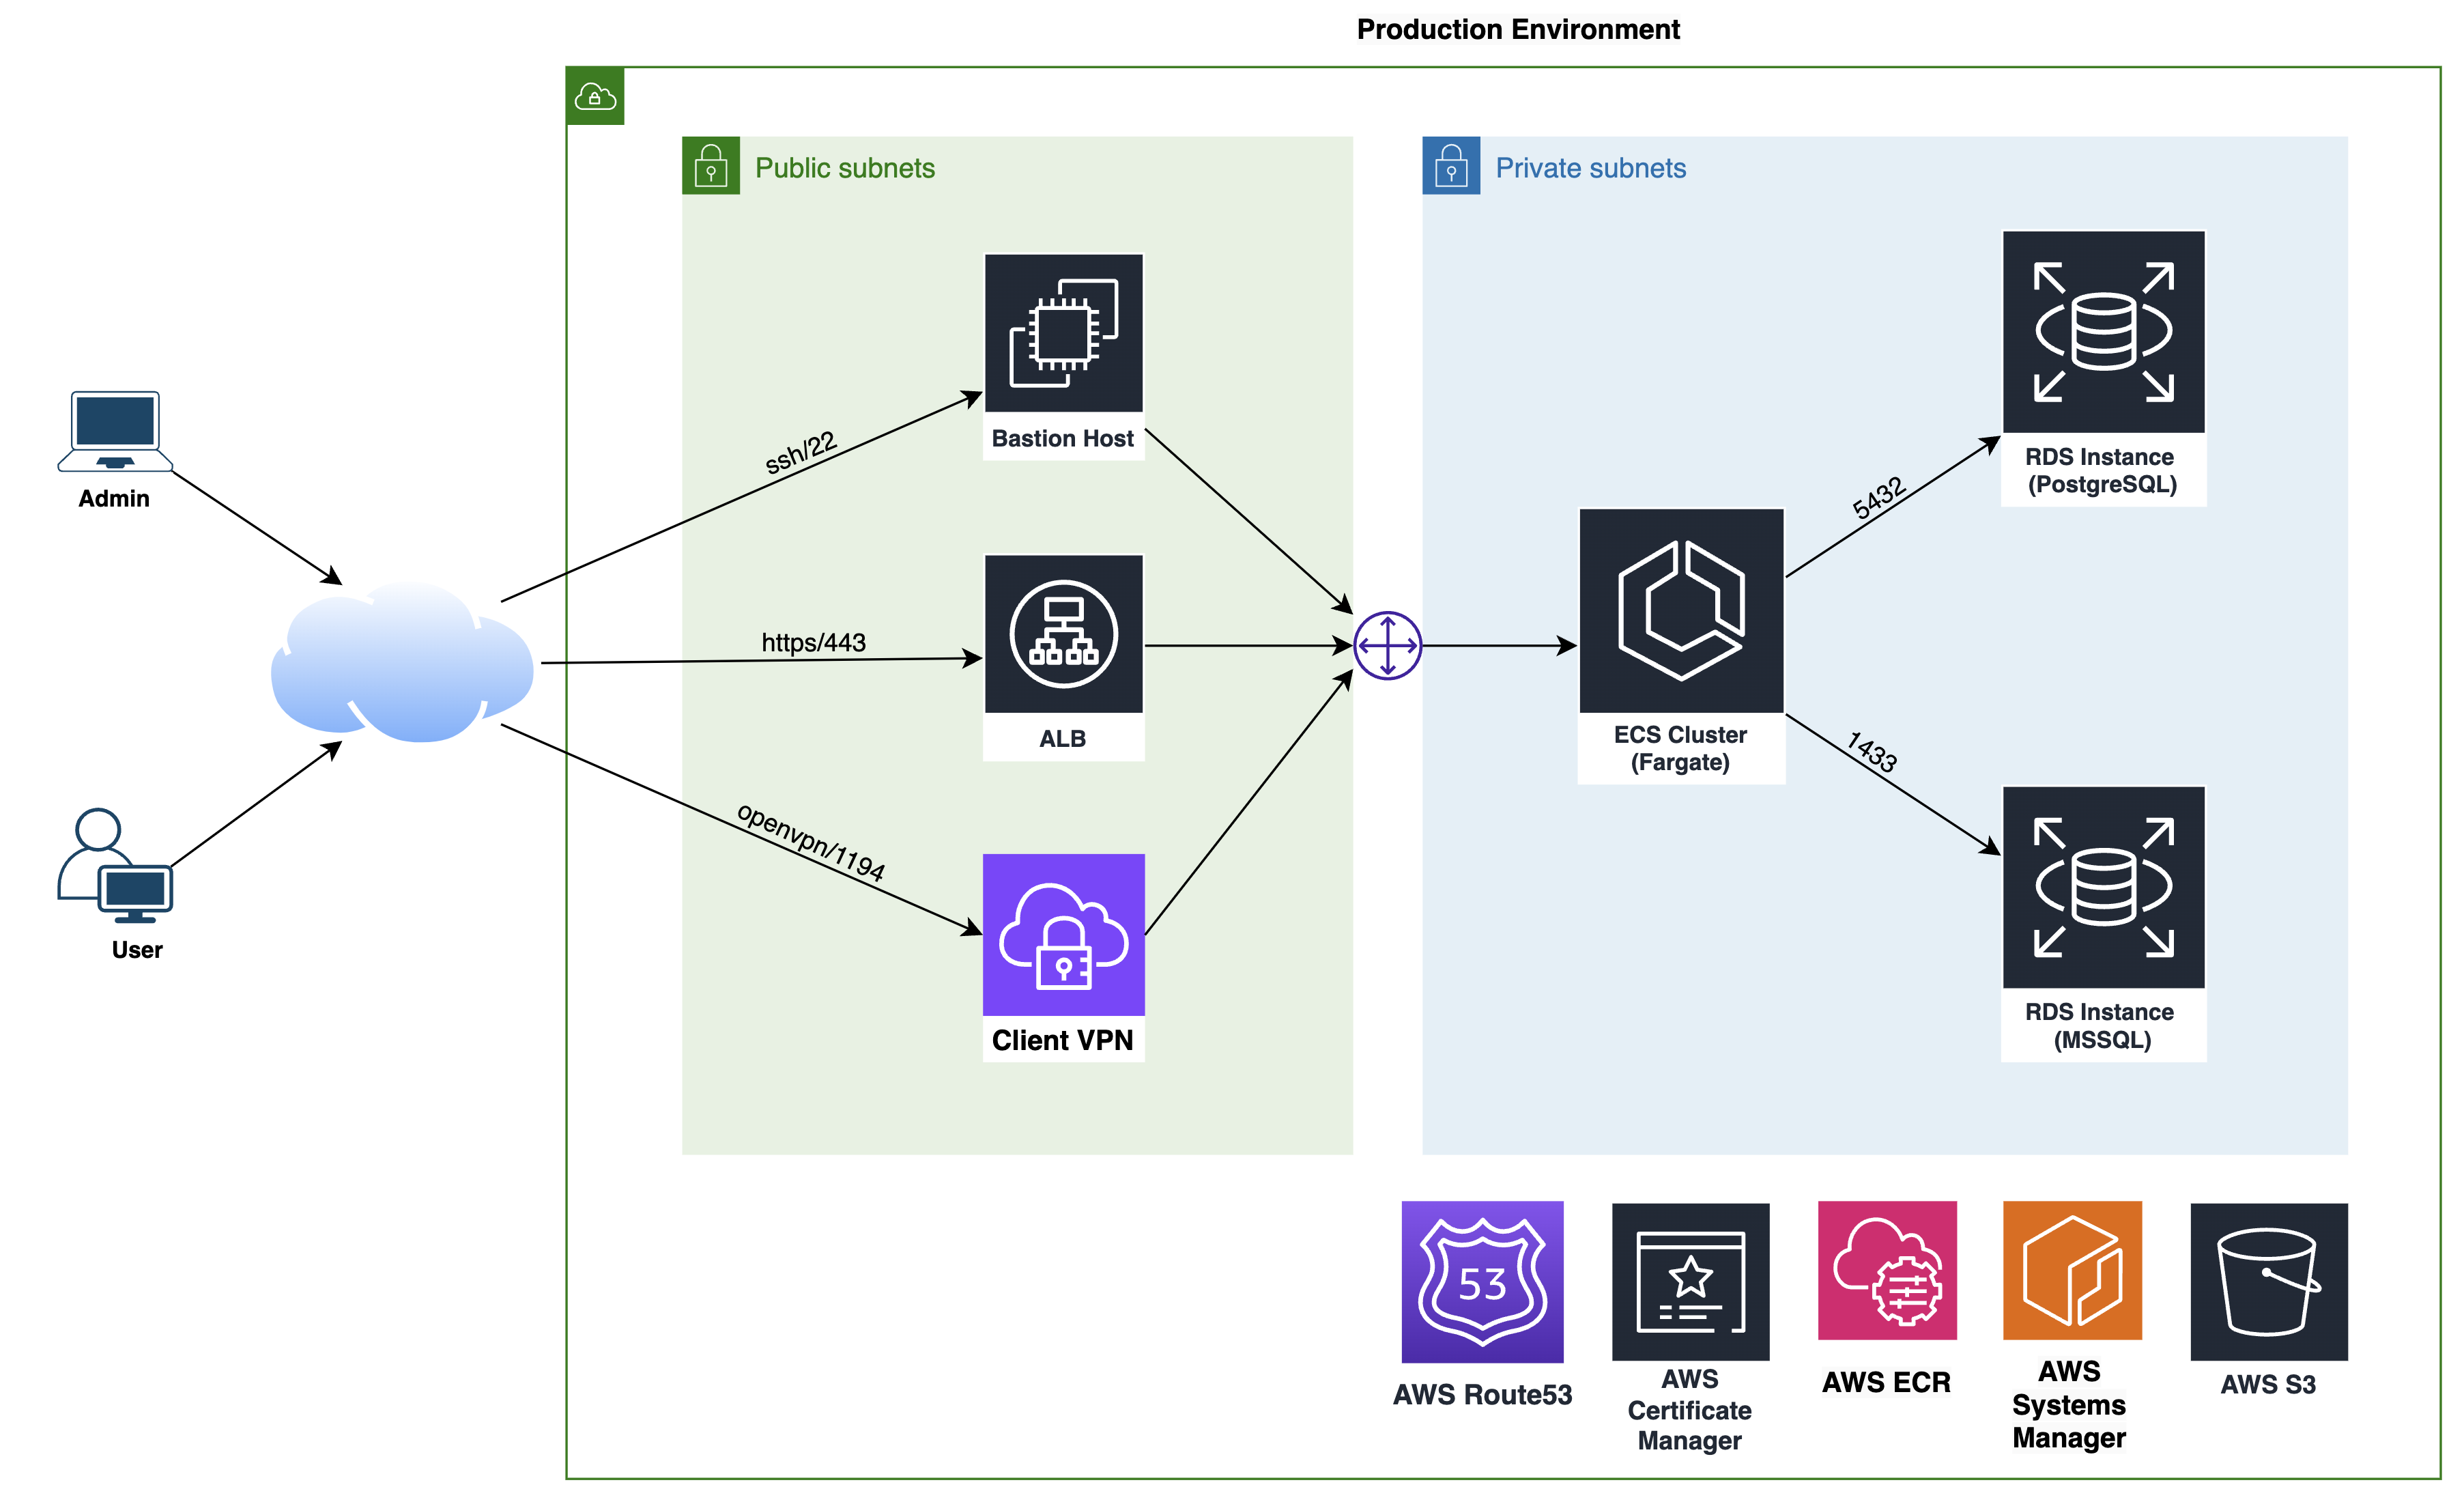 Production Environment
Public subnets
Private subnets
Bastion Host
ssh/22
Admin
RDS Instance
(PostgreSQL)
5432
https/443
ALB
ECS Cluster
(Fargate)
1433
openvpn/1194
User
Client VPN
RDS Instance
(MSSQL)
53
AWS Route53
AWS
Certificate
Manager
AWS ECR
AWS
Systems
Manager
AWS S3